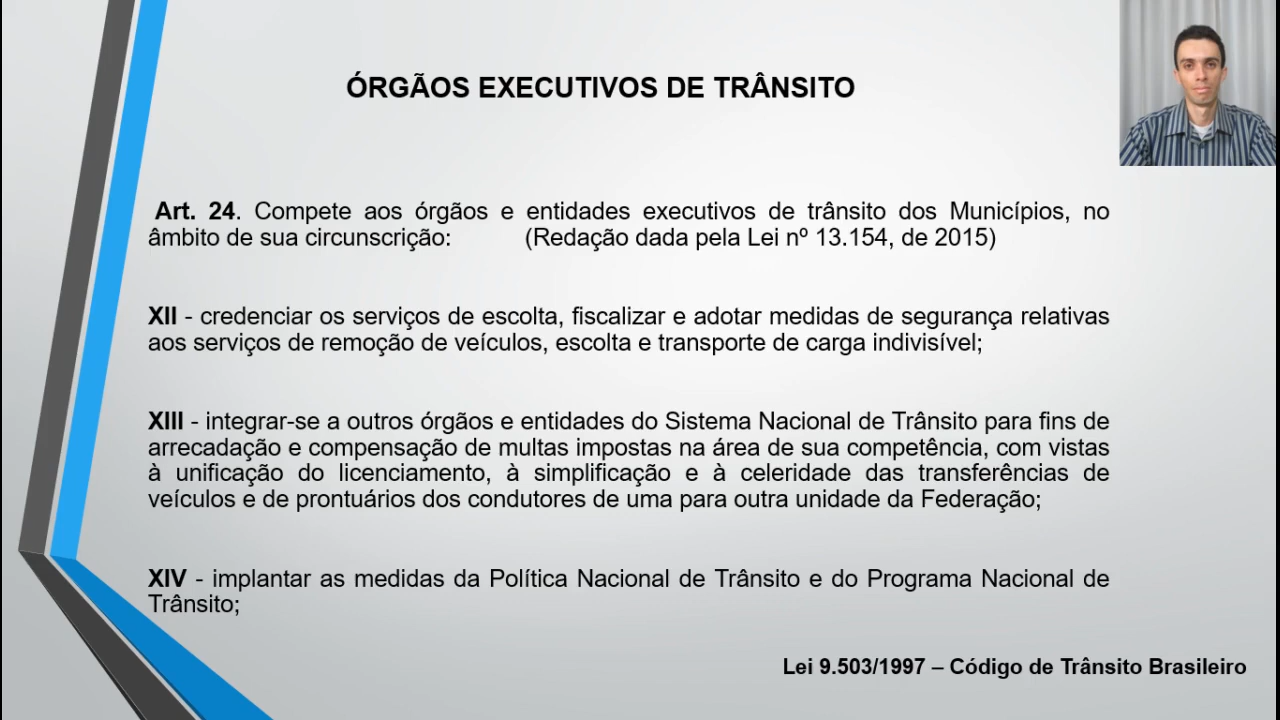 ÓRGÃOS EXECUTIVOS DE TRÂNSITO
Art. 24. Compete aos órgãos e entidades executivos de trânsito dos Municípios, no
âmbito de sua circunscrição: (Redação dada pela Lei nº 13.154, de 2015)
XII - credenciar os serviços de escolta, fiscalizar e adotar medidas de segurança relativas
aos serviços de remoção de veículos, escolta e transporte de carga indivisível;
XIII - integrar-se a outros órgãos e entidades do Sistema Nacional de Trânsito para fins de
arrecadação e compensação de multas impostas na área de sua competência, com vistas
à unificação do licenciamento, à simplificação e à celeridade das transferências de
veículos e de prontuários dos condutores de uma para outra unidade da Federação;
XIV - implantar as medidas da Política Nacional de Trânsito e do Programa Nacional de
Trânsito;
Lei 9.503/1997 – Código de Trânsito Brasileiro